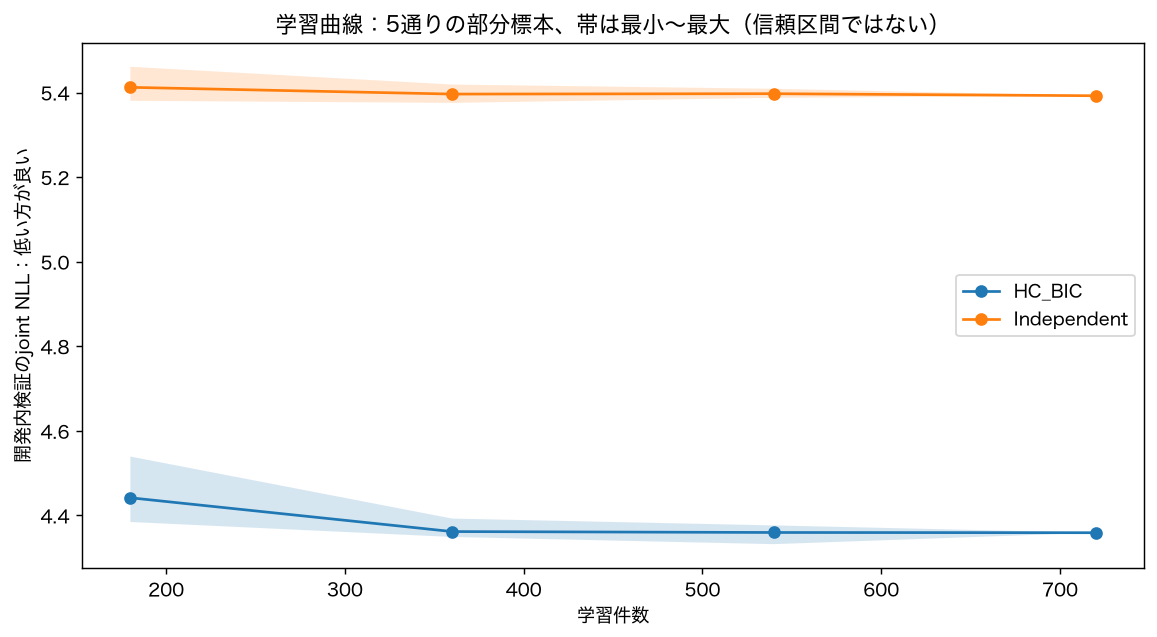 学習曲線：5通りの部分標本、帯は最小～最大（信頼区間ではない）
開発内検証のjoint NLL：低い方が良い
5.4
5.2
5.0
4.8
4.6
4.4
HC_BIC
Independent
200 300 400 500 600 700
学習件数